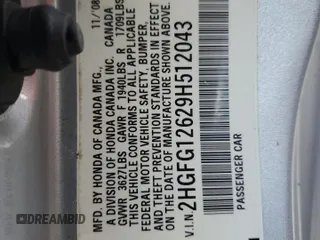 MFD. BY HONDA OF CANADA MFG., 11/08
A DIVISION OF HONDA CANADA INC. CANADA
GVWR 3627LBS GAWR F 1940LBS R 1709LBS
THIS VEHICLE CONFORMS TO ALL APPLICABLE
FEDERAL MOTOR VEHICLE SAFETY, BUMPER,
AND THEFT PREVENTION STANDARDS IN EFFECT
ON THE DATE OF MANUFACTURE SHOWN ABOVE.
V.I.N. 2HGFG12629H512043
PASSENGER CAR
DREAMBID